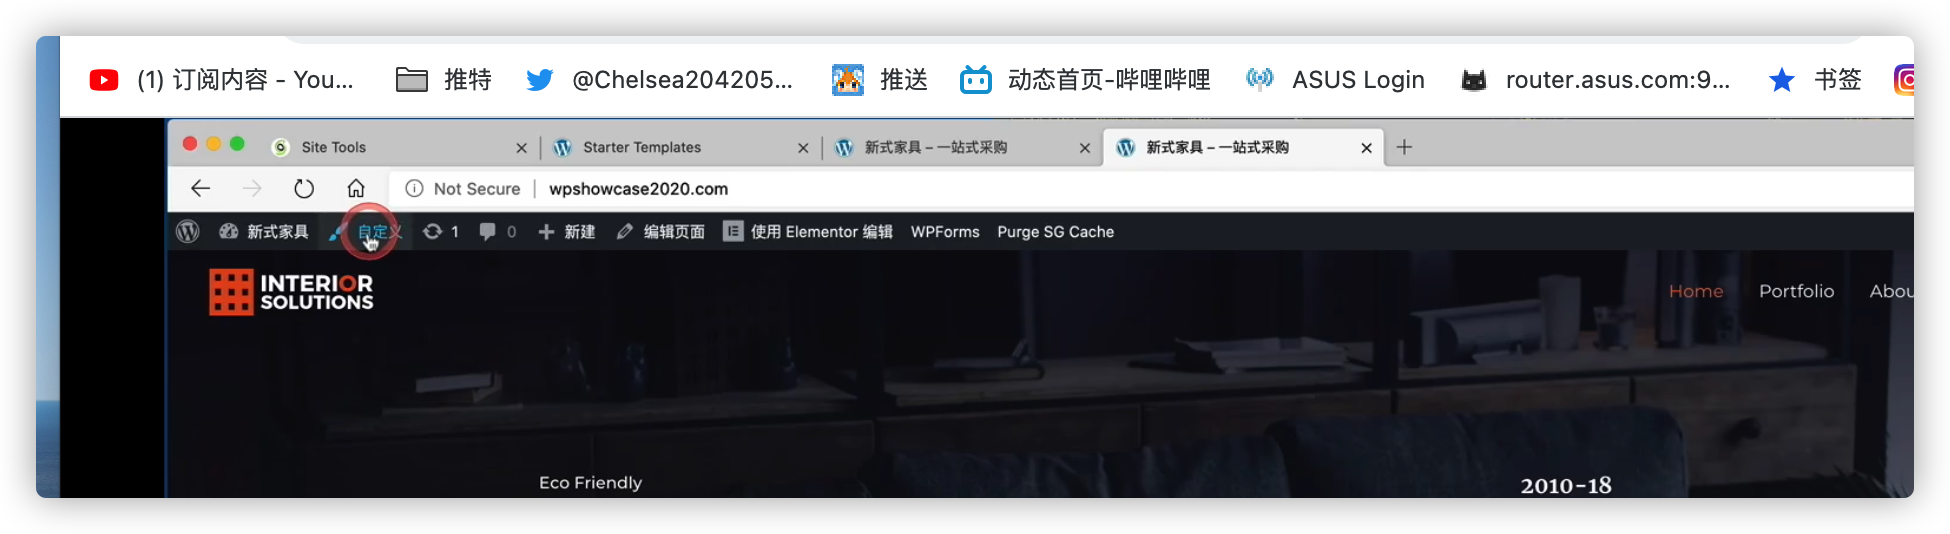 (1) 订阅内容 - You... 推特 @Chelsea204205... 推送 动态首页-哔哩哔哩 ASUS Login router.asus.com:9... 书签
Site Tools Starter Templates 新式家具 – 一站式采购 新式家具 – 一站式采购
Not Secure | wpshowcase2020.com
新式家具 自定义 1 0 新建 编辑页面 使用 Elementor 编辑 WPForms Purge SG Cache
INTERIOR
SOLUTIONS
Home Portfolio Abou
Eco Friendly 2010-18